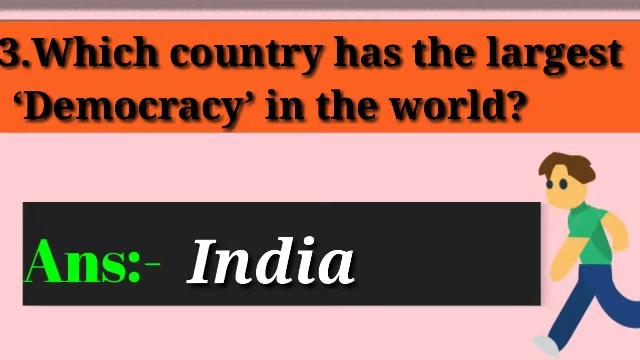 3.Which country has the largest
‘Democracy’ in the world?
Ans:- India